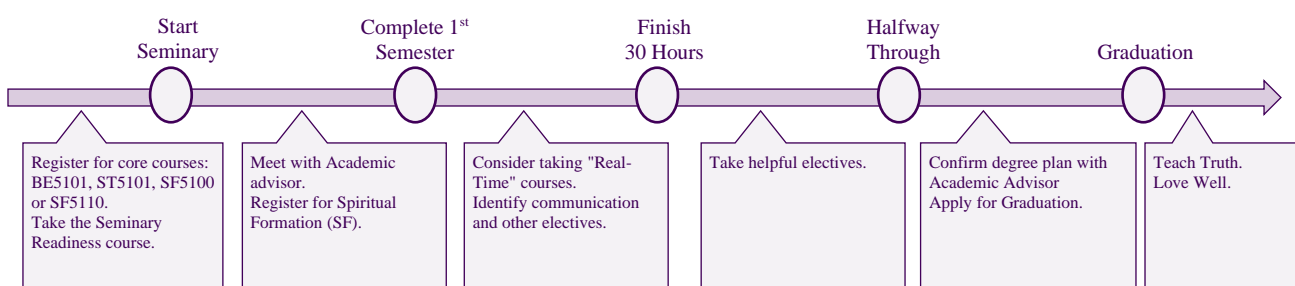 Start
Seminary
Complete 1st
Semester
Finish
30 Hours
Halfway
Through
Graduation
Register for core courses:
BE5101, ST5101, SF5100
or SF5110.
Take the Seminary
Readiness course.
Meet with Academic
advisor.
Register for Spiritual
Formation (SF).
Consider taking "Real-
Time" courses.
Identify communication
and other electives.
Take helpful electives.
Confirm degree plan with
Academic Advisor
Apply for Graduation.
Teach Truth.
Love Well.